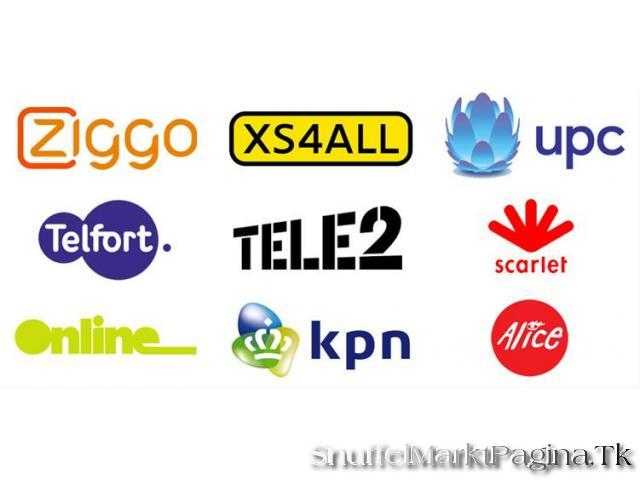 Ziggo
XS4ALL
upc
Telfort.
TELE2
scarlet
Online
kpn
Alice
SnuffelMarktPagina.Tk